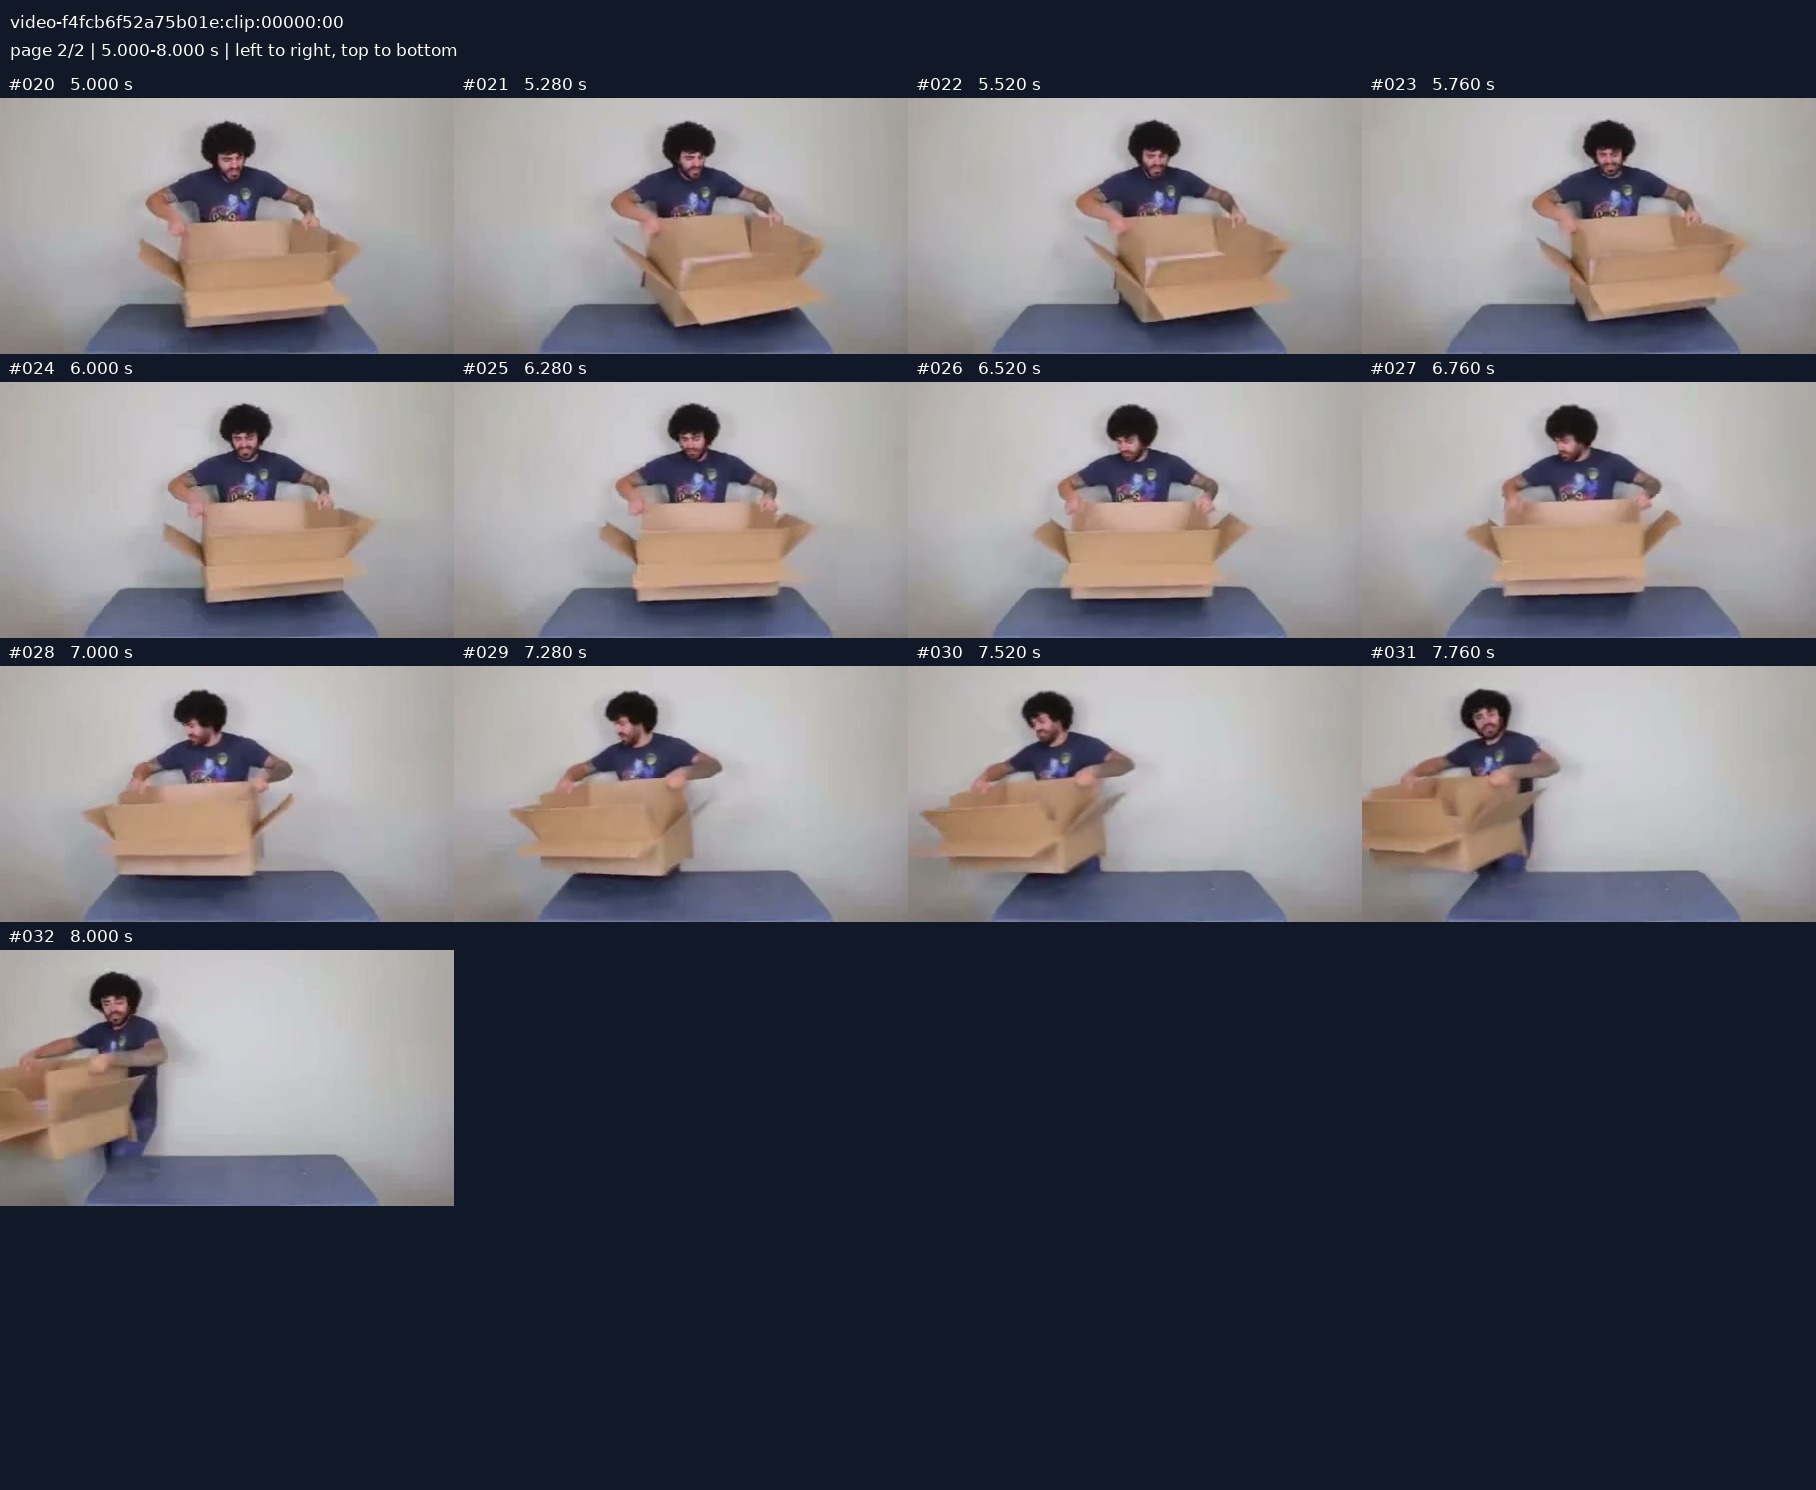 video-f4fcb6f52a75b01e:clip:00000:00
page 2/2 | 5.000-8.000 s | left to right, top to bottom
#020 5.000 s
#021 5.280 s
#022 5.520 s
#023 5.760 s
#024 6.000 s
#025 6.280 s
#026 6.520 s
#027 6.760 s
#028 7.000 s
#029 7.280 s
#030 7.520 s
#031 7.760 s
#032 8.000 s